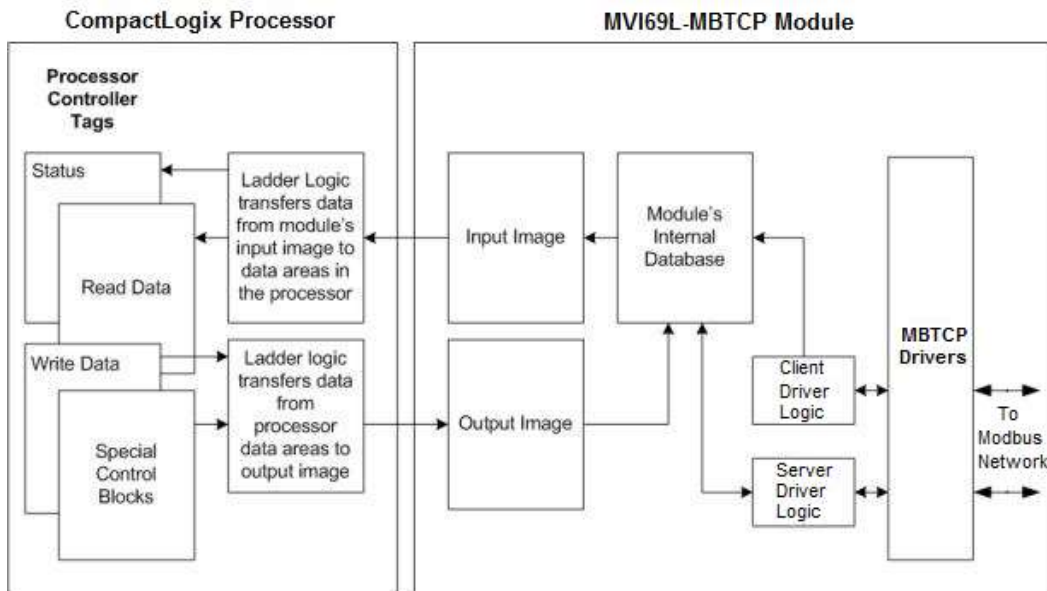 CompactLogix Processor
MVI69L-MBTCP Module
Processor
Controller
Tags
Status
Read Data
Ladder Logic
transfers data
from module's
input image to
data areas in
the processor
Write Data
Special
Control
Blocks
Ladder logic
transfers data
from
processor
data areas to
output image
Input Image
Output Image
Module's
Internal
Database
Client
Driver
Logic
Server
Driver
Logic
MBTCP
Drivers
To
Modbus
Network